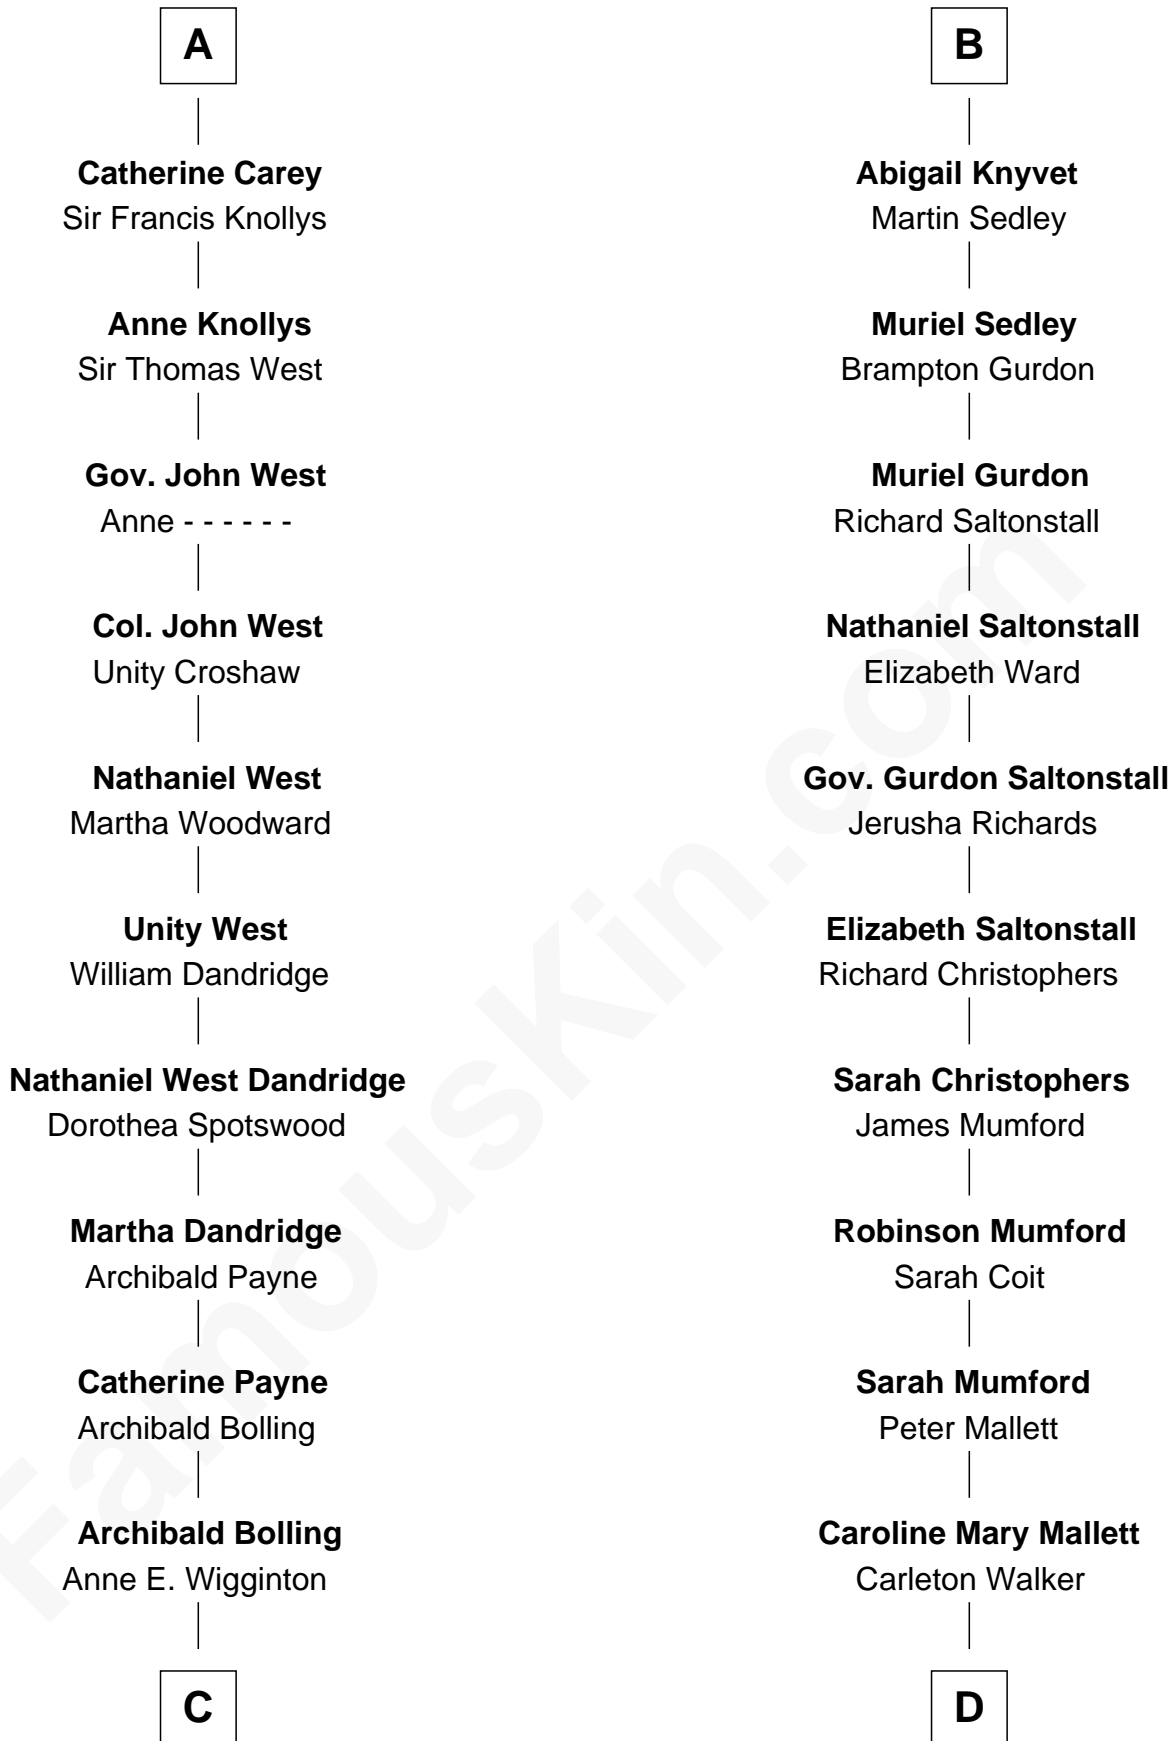 A
Catherine Carey
Sir Francis Knollys
Anne Knollys
Sir Thomas West
Gov. John West
Anne - - - - - -
Col. John West
Unity Croshaw
Nathaniel West
Martha Woodward
Unity West
William Dandridge
Nathaniel West Dandridge
Dorothea Spotswood
Martha Dandridge
Archibald Payne
Catherine Payne
Archibald Bolling
Archibald Bolling
Anne E. Wigginton
C
B
Abigail Knyvet
Martin Sedley
Muriel Sedley
Brampton Gurdon
Muriel Gurdon
Richard Saltonstall
Nathaniel Saltonstall
Elizabeth Ward
Gov. Gurdon Saltonstall
Jerusha Richards
Elizabeth Saltonstall
Richard Christophers
Sarah Christophers
James Mumford
Robinson Mumford
Sarah Coit
Sarah Mumford
Peter Mallett
Caroline Mary Mallett
Carleton Walker
D
FamousKin.com